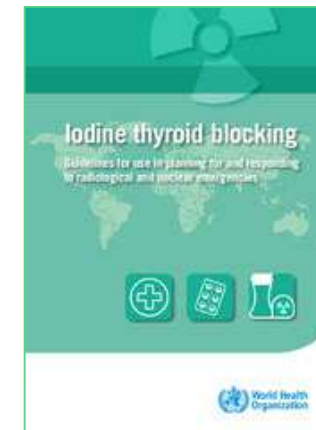 Iodine thyroid blocking
Guidelines for use in planning for and responding
to radiological and nuclear emergencies
World Health
Organization